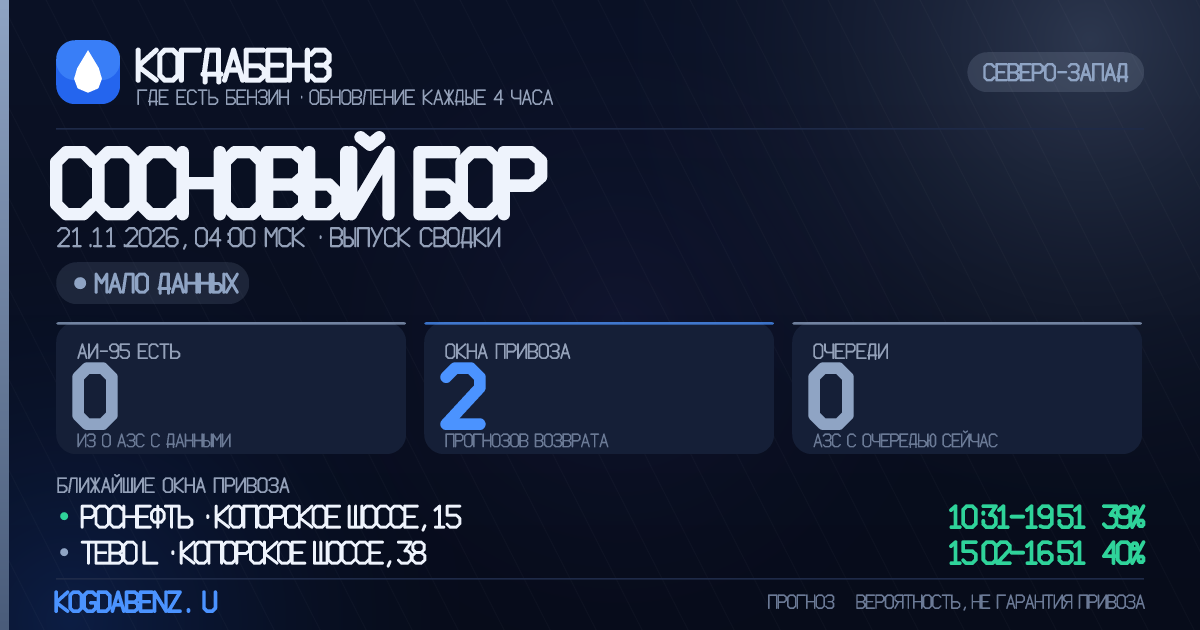 КОГДАБЕНЗ
ГДЕ ЕСТЬ БЕНЗИН · ОБНОВЛЕНИЕ КАЖДЫЕ 4 ЧАСА
СЕВЕРО-ЗАПАД
СОСНОВЫЙ БОР
21.11.2026, 04:00 МСК · ВЫПУСК СВОДКИ
МАЛО ДАННЫХ
АИ-95 ЕСТЬ
0
ИЗ 0 АЗС С ДАННЫМИ
ОКНА ПРИВОЗА
2
ПРОГНОЗОВ ВОЗВРАТА
ОЧЕРЕДИ
0
АЗС С ОЧЕРЕДЬЮ СЕЙЧАС
БЛИЖАЙШИЕ ОКНА ПРИВОЗА
• РОСНЕФТЬ · КОПОРСКОЕ ШОССЕ, 15 10:31-19:51 39%
• TEBOIL · КОПОРСКОЕ ШОССЕ, 38 15:02-16:51 40%
KOGDABENZ. U
ПРОГНОЗ ВЕРОЯТНОСТЬ, НЕ ГАРАНТИЯ ПРИВОЗА